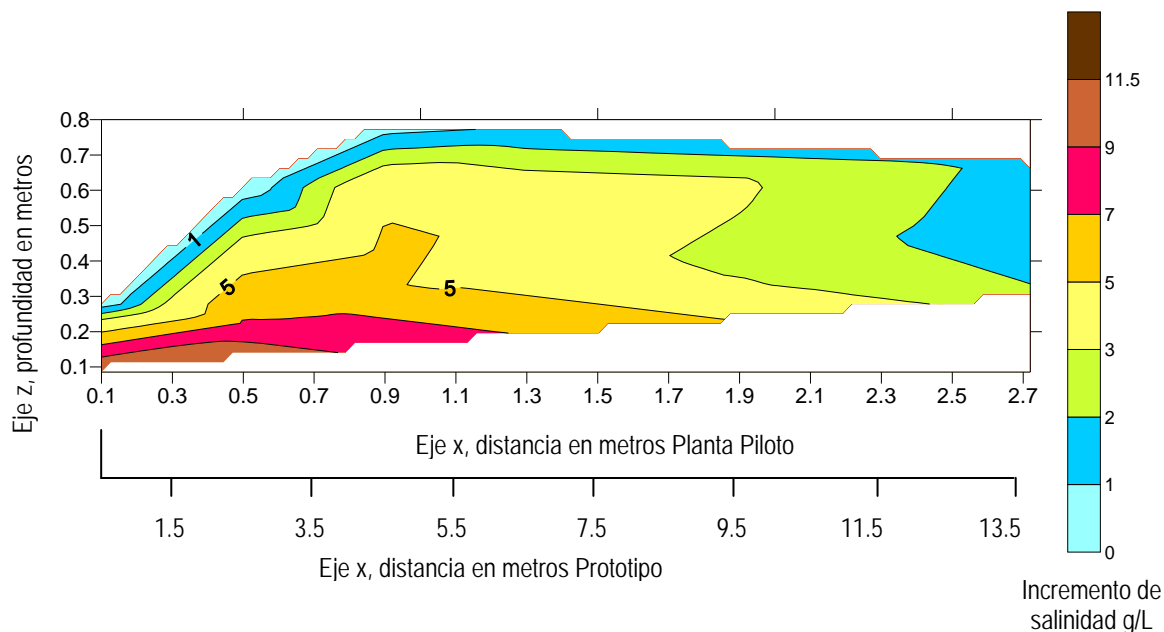 11.5
9
7
5
3
2
1
0
Incremento de
salinidad g/L
Eje z, profundidad en metros
0.8
0.7
0.6
0.5
0.4
0.3
0.2
0.1
1
5
5
0.1 0.3 0.5 0.7 0.9 1.1 1.3 1.5 1.7 1.9 2.1 2.3 2.5 2.7
Eje x, distancia en metros Planta Piloto
1.5 3.5 5.5 7.5 9.5 11.5 13.5
Eje x, distancia en metros Prototipo